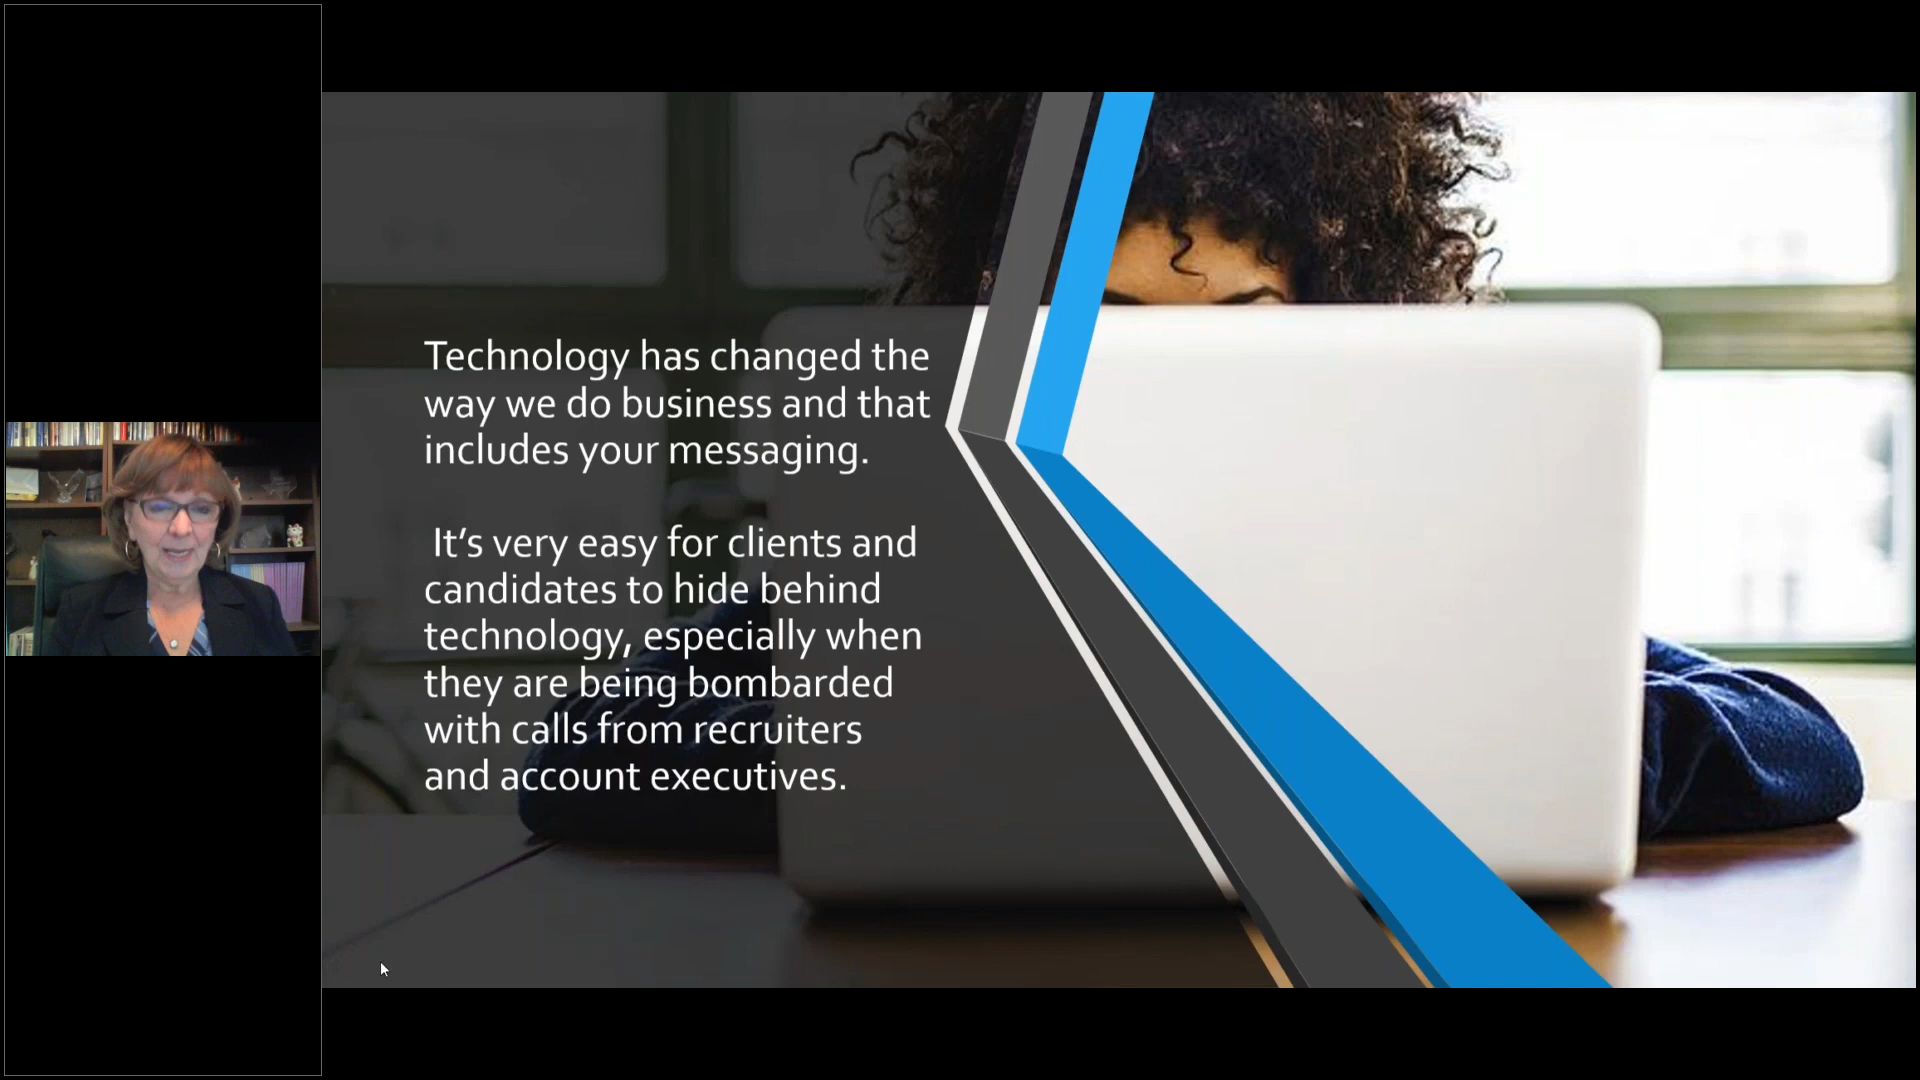 Technology has changed the
way we do business and that
includes your messaging.
It’s very easy for clients and
candidates to hide behind
technology, especially when
they are being bombarded
with calls from recruiters
and account executives.